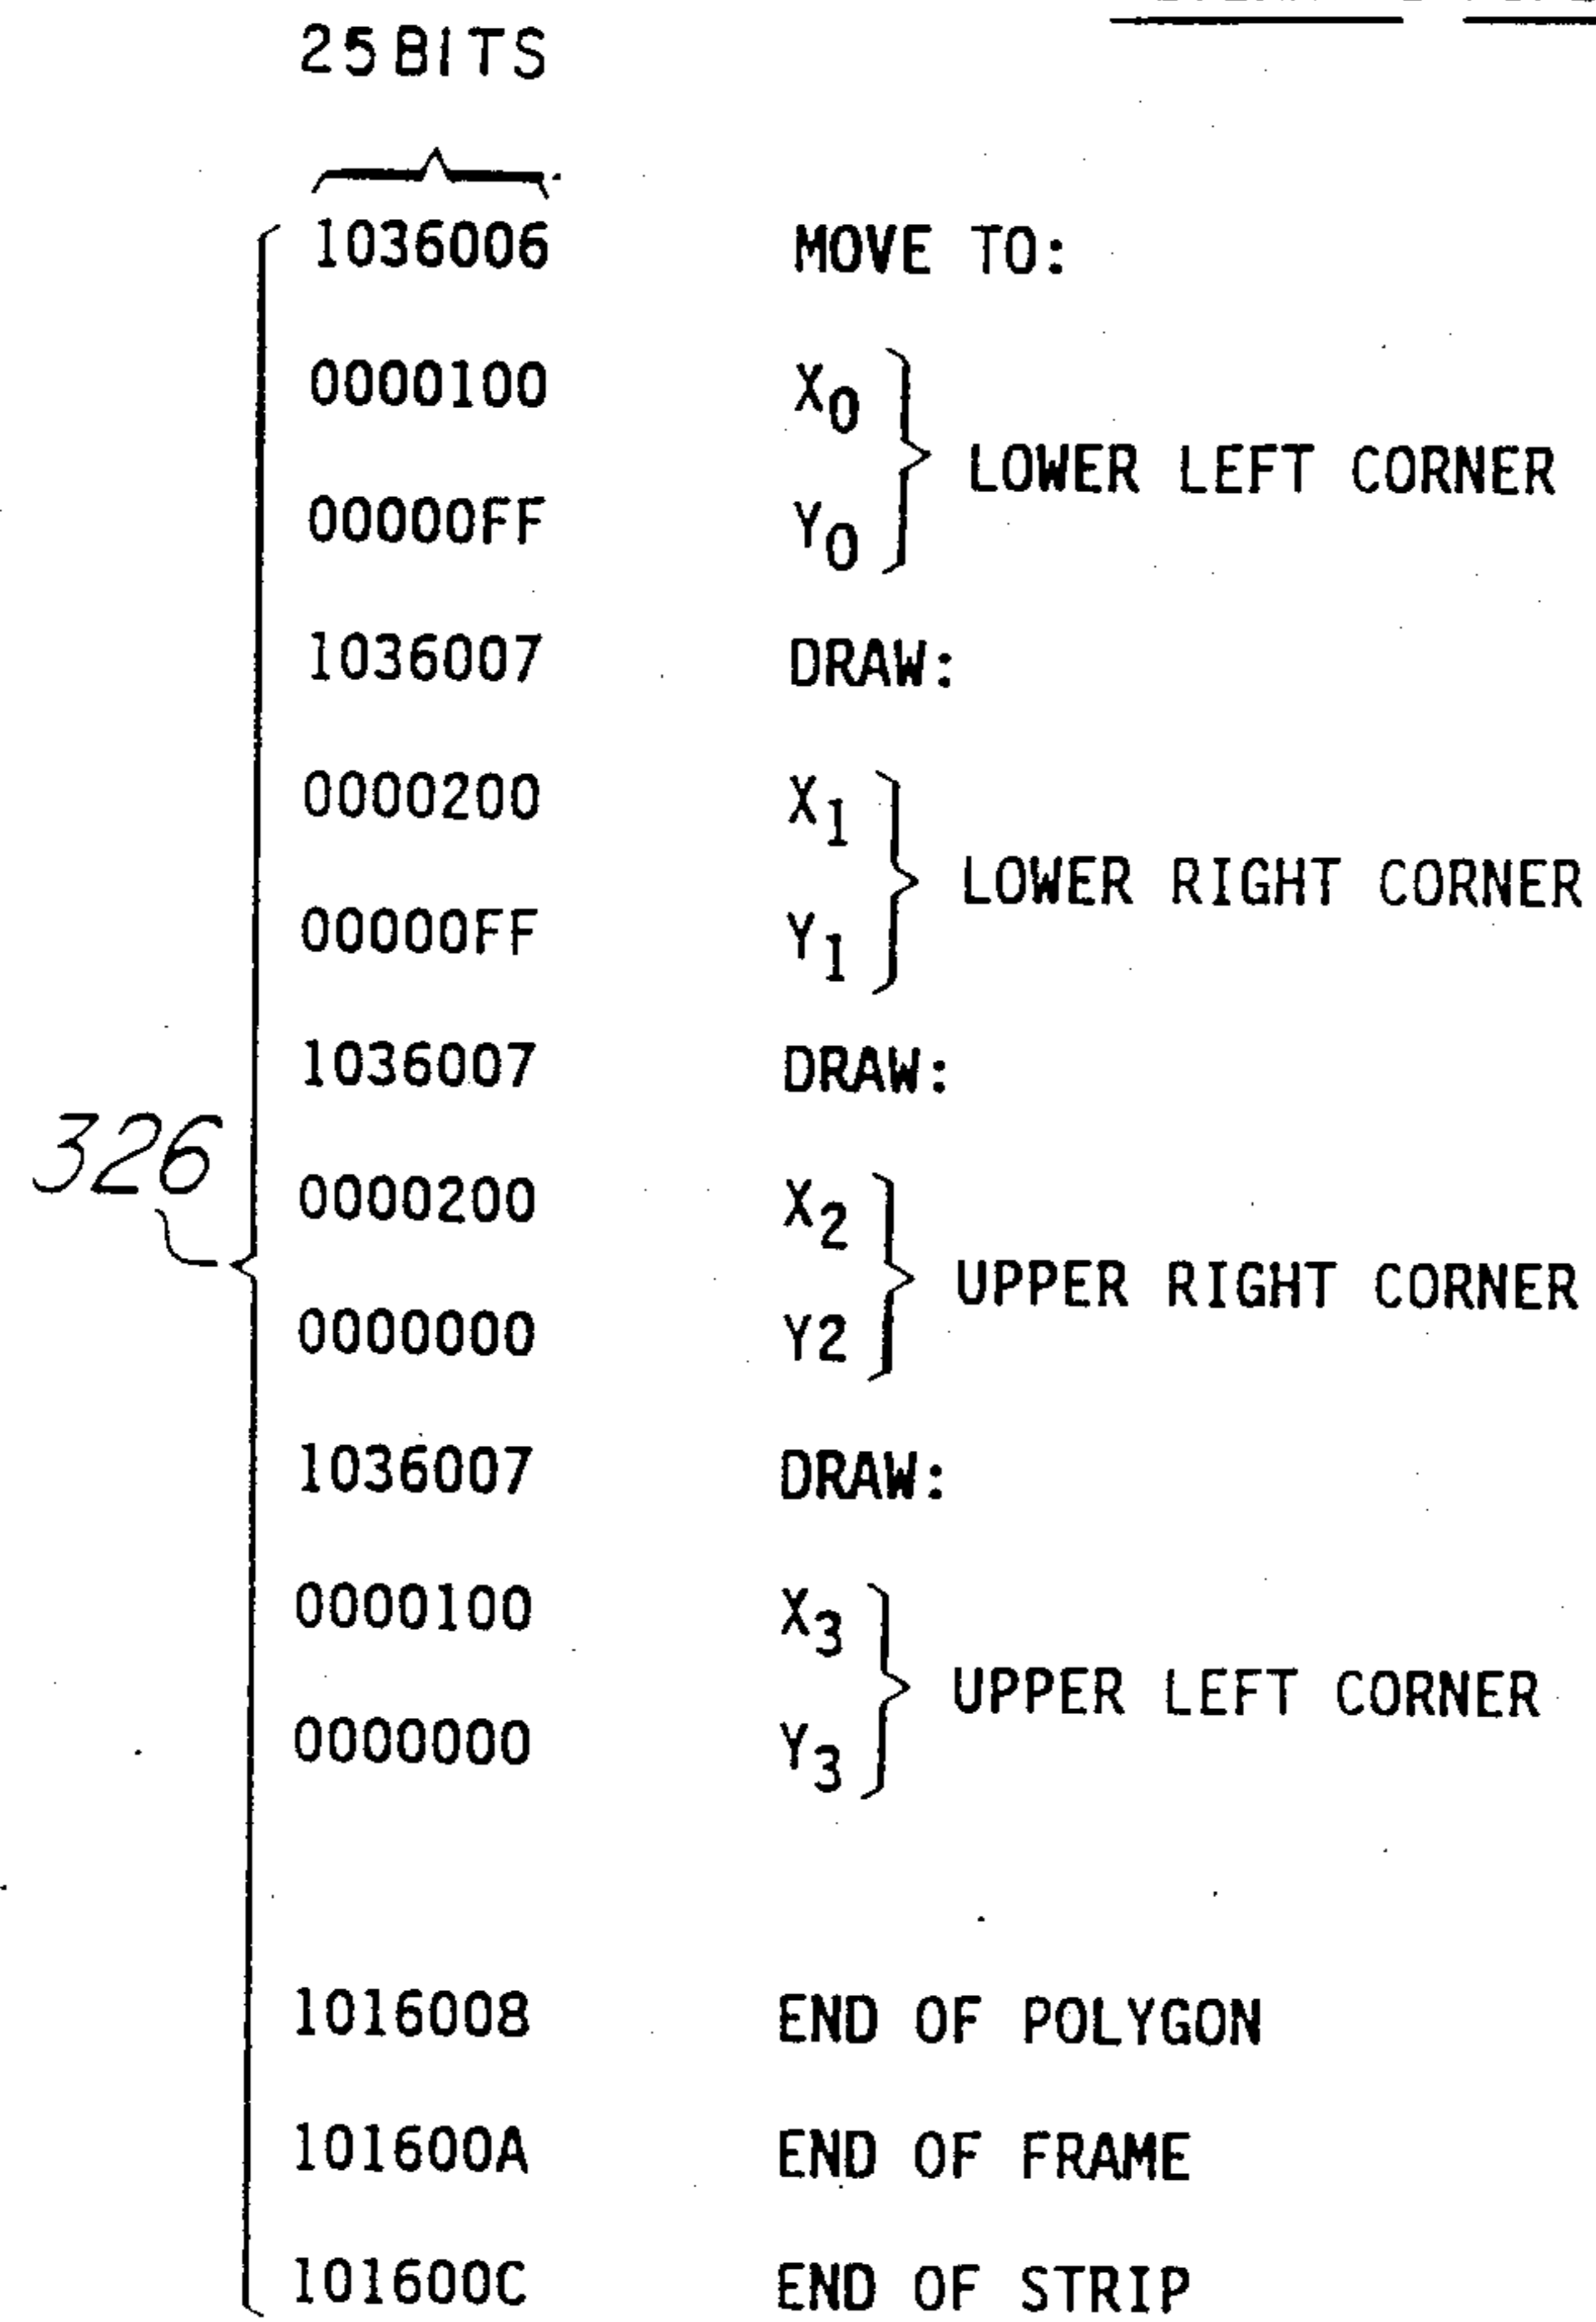 25 BITS
1036006 MOVE TO:
0000100 X0
LOWER LEFT CORNER
00000FF Y0
1036007 DRAW:
0000200 X1
LOWER RIGHT CORNER
00000FF Y1
1036007 DRAW:
326
0000200 X2
UPPER RIGHT CORNER
0000000 Y2
1036007 DRAW:
0000100 X3
UPPER LEFT CORNER
0000000 Y3
1016008 END OF POLYGON
101600A END OF FRAME
101600C END OF STRIP